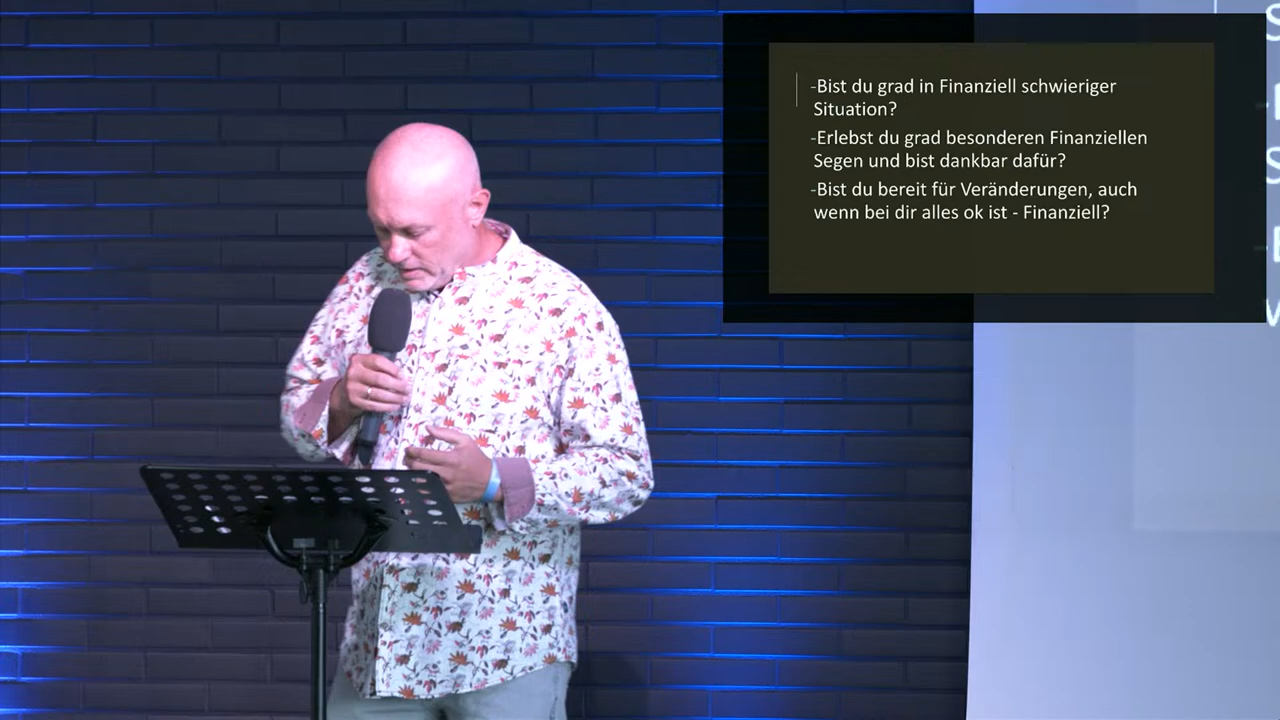 -Bist du grad in Finanziell schwieriger
Situation?
-Erlebst du grad besonderen Finanziellen
Segen und bist dankbar dafür?
-Bist du bereit für Veränderungen, auch
wenn bei dir alles ok ist - Finanziell?